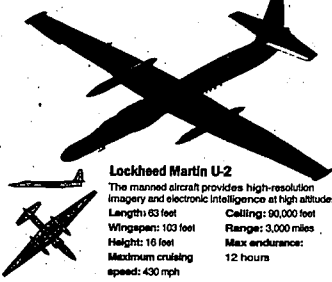 Lockheed Martin U-2
The manned aircraft provides high-resolution
imagery and electronic intelligence at high altitude
Length: 63 feet Ceiling: 90,000 feet
Wingspan: 103 feet Range: 3,000 miles
Height: 16 feet Max endurance:
Maximum cruising 12 hours
speed: 430 mph